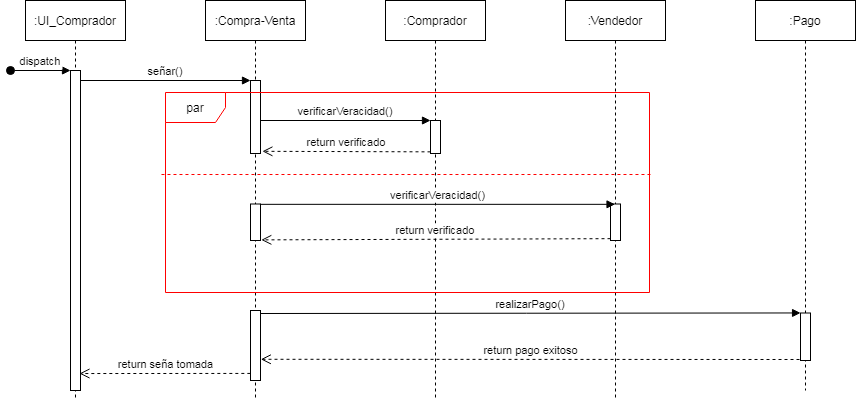 :UI_Comprador
:Compra-Venta
:Comprador
:Vendedor
:Pago
dispatch
señar()
par
verificarVeracidad()
return verificado
verificarVeracidad()
return verificado
realizarPago()
return pago exitoso
return seña tomada